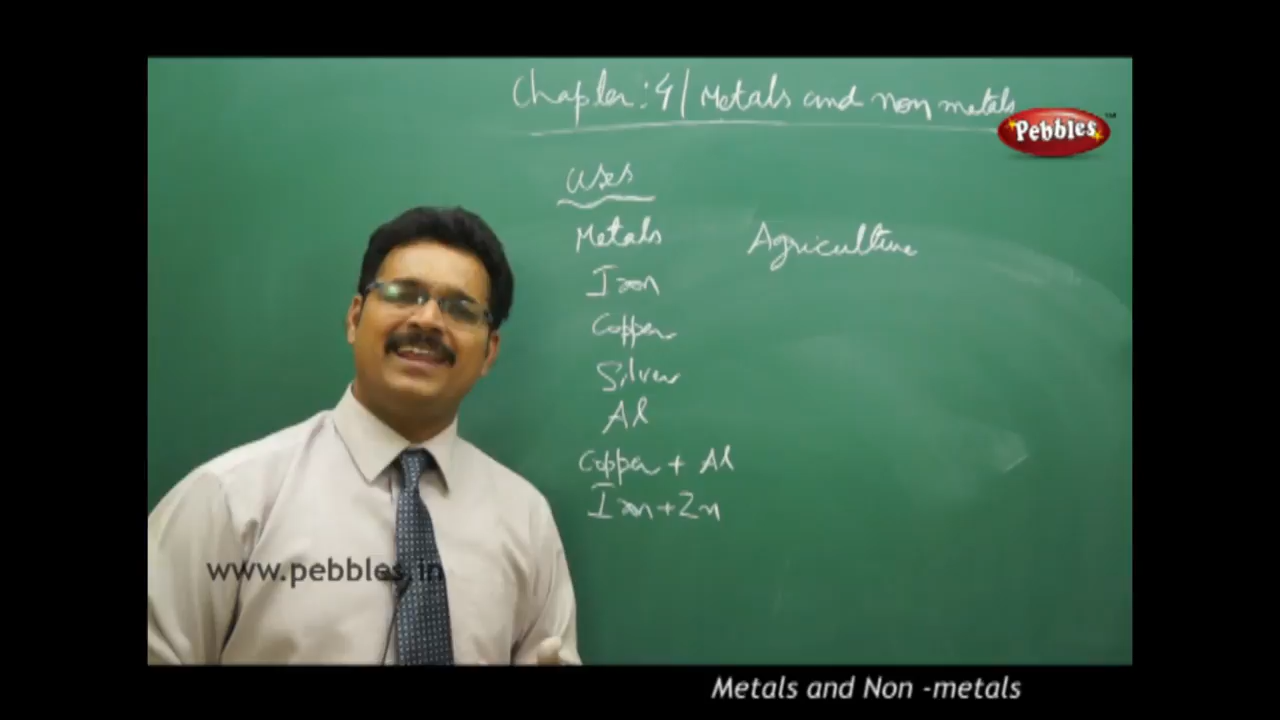 Chapter: 4 / Metals and non metals
Pebbles™
Uses
Metals Agriculture
Iron
Copper
Silver
Al
Copper + Al
Iron + Zn
www.pebbles.in
Metals and Non -metals